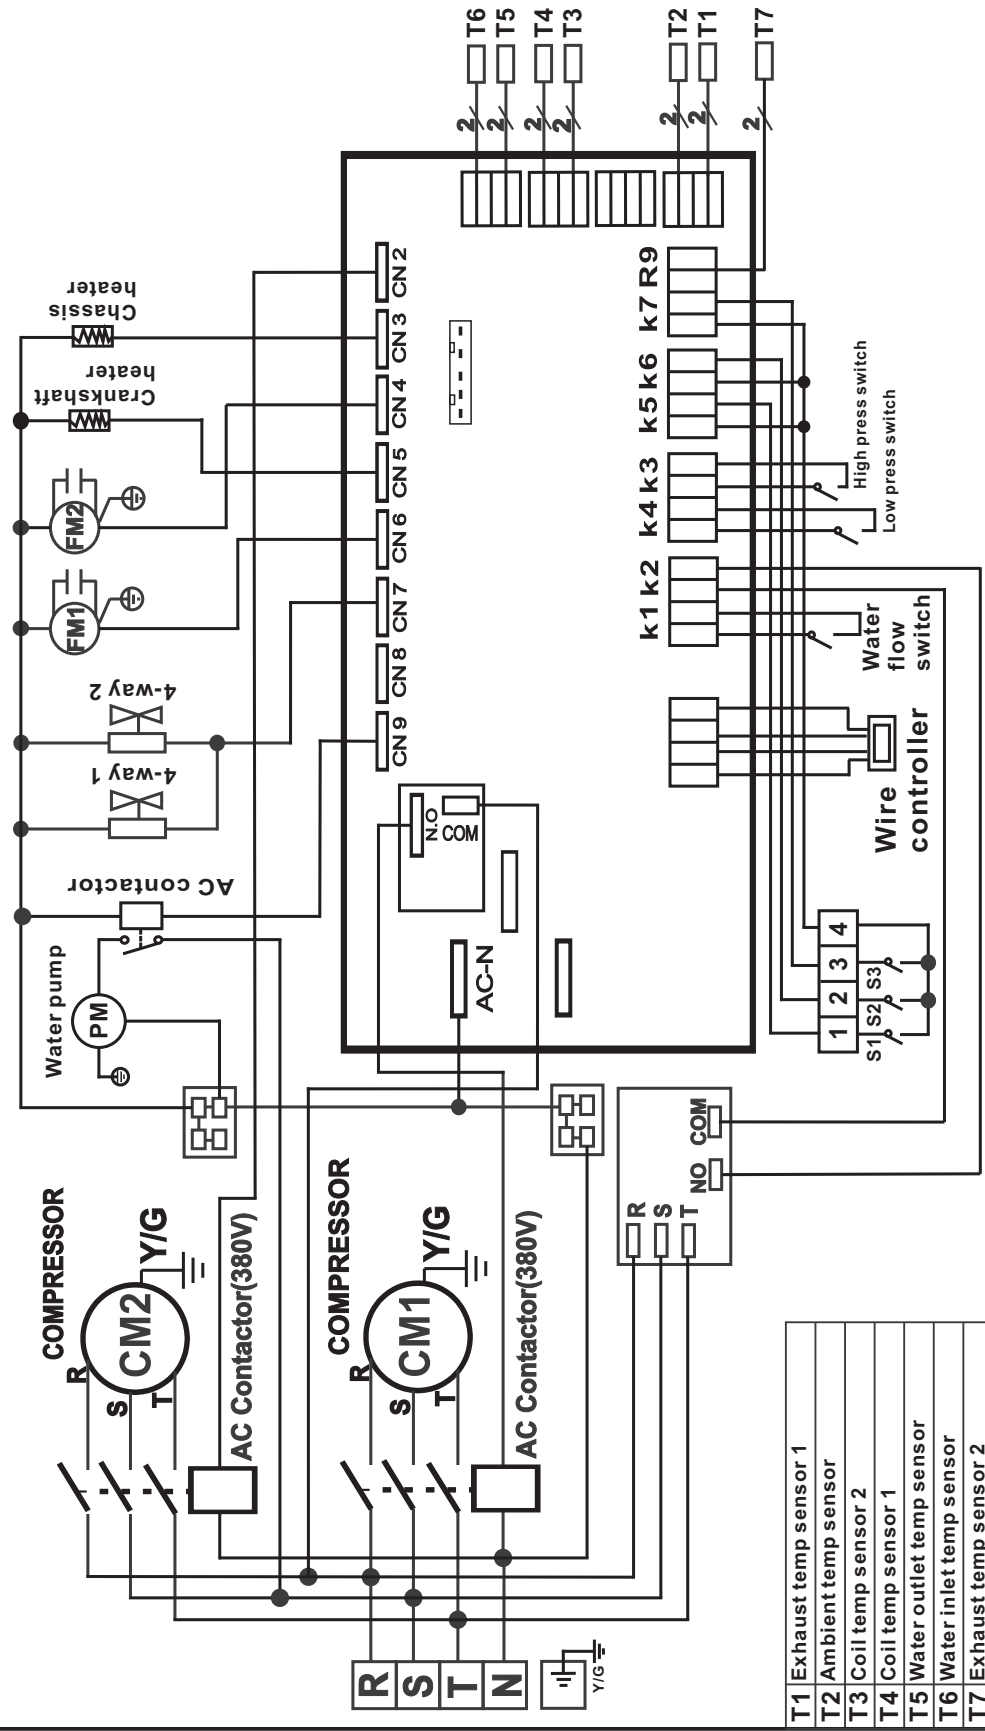 T6
T5
T4
T3
T2
T1
T7
2
2
2
2
2
2
2
Chassis
heater
Crankshaft
heater
FM2
FM1
4-way 2
4-way 1
AC contactor
Water pump
PM
CN 2
CN 3
CN 4
CN 5
CN 6
CN 7
CN 8
CN 9
N.O
COM
AC-N
k7 R9
k5 k6
k4 k3
k1 k2
High press switch
Low press switch
Water
flow
switch
Wire
controller
1 2 3 4
S1 S2 S3
COMPRESSOR
CM2
Y/G
R
S
T
AC Contactor(380V)
COMPRESSOR
CM1
Y/G
R
S
T
AC Contactor(380V)
R
S
T
NO
COM
R
S
T
N
Y/G
T1 Exhaust temp sensor 1
T2 Ambient temp sensor
T3 Coil temp sensor 2
T4 Coil temp sensor 1
T5 Water outlet temp sensor
T6 Water inlet temp sensor
T7 Exhaust temp sensor 2